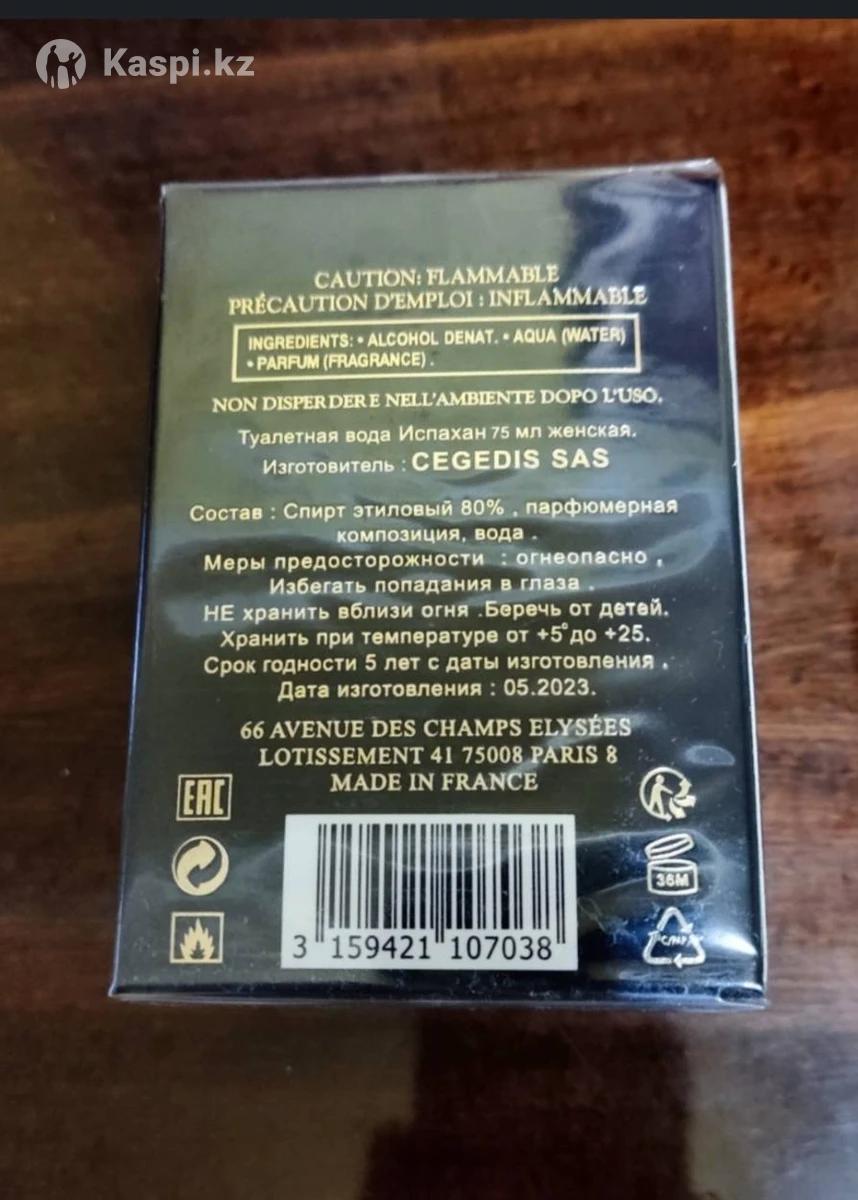 Kaspi.kz
CAUTION: FLAMMABLE
PRÉCAUTION D'EMPLOI : INFLAMMABLE
INGREDIENTS: • ALCOHOL DENAT. • AQUA (WATER)
• PARFUM (FRAGRANCE) .
NON DISPERDERE NELL'AMBIENTE DOPO L'USO.
Туалетная вода Испахан 75 мл женская.
Изготовитель : CEGEDIS SAS
Состав : Спирт этиловый 80% , парфюмерная
композиция, вода .
Меры предосторожности : огнеопасно ,
Избегать попадания в глаза .
НЕ хранить вблизи огня .Беречь от детей.
Хранить при температуре от +5° до +25.
Срок годности 5 лет с даты изготовления .
Дата изготовления : 05.2023.
66 AVENUE DES CHAMPS ELYSÉES
LOTISSEMENT 41 75008 PARIS 8
MADE IN FRANCE
EAC
36M
3 159421 107038